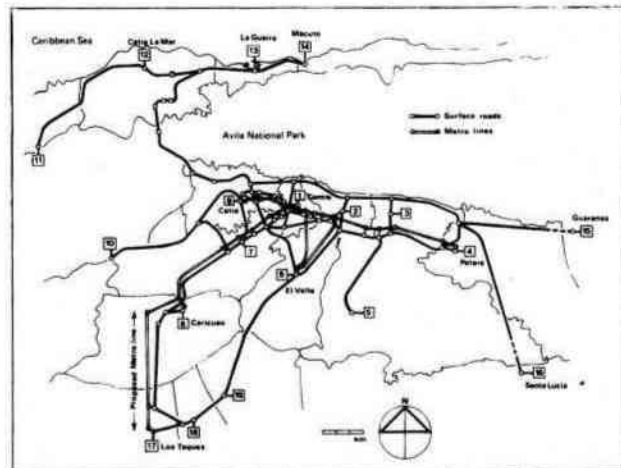 Caribbean Sea
Catia La Mar
La Guaira
Macuto
12
13
14
11
Surface roads
Metro lines
Avila National Park
1
Centro
9
Catia
2
3
Guarenas
15
10
7
4
Petare
6
El Valle
5
8
Caricuao
Proposed Metro line
16
Santa Lucia
19
18
17
Los Teques
N
km